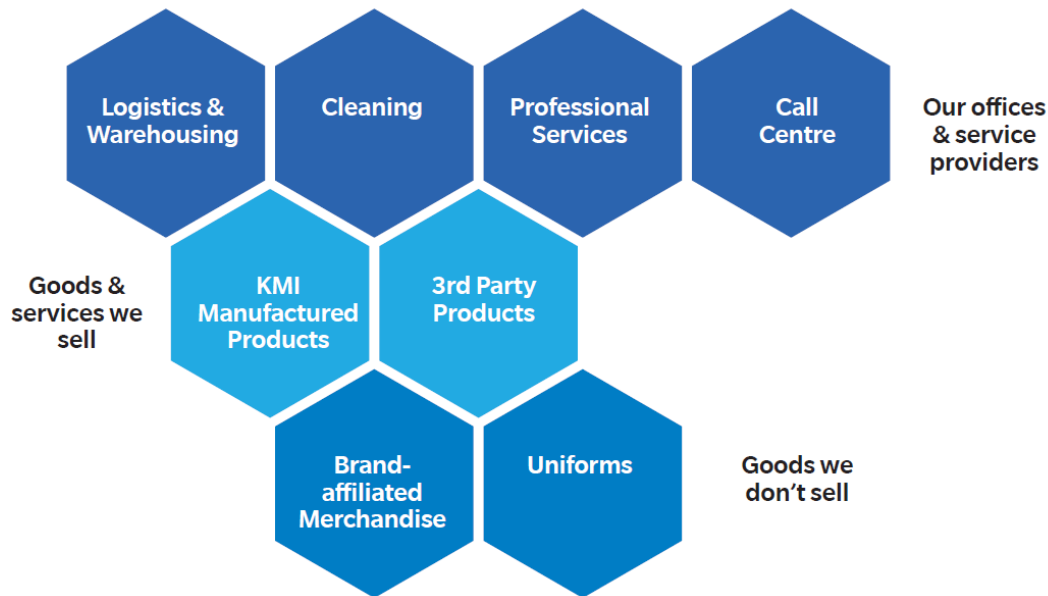 Logistics &
Warehousing
Cleaning
Professional
Services
Call
Centre
Our offices
& service
providers
Goods &
services we
sell
KMI
Manufactured
Products
3rd Party
Products
Brand-
affiliated
Merchandise
Uniforms
Goods we
don’t sell